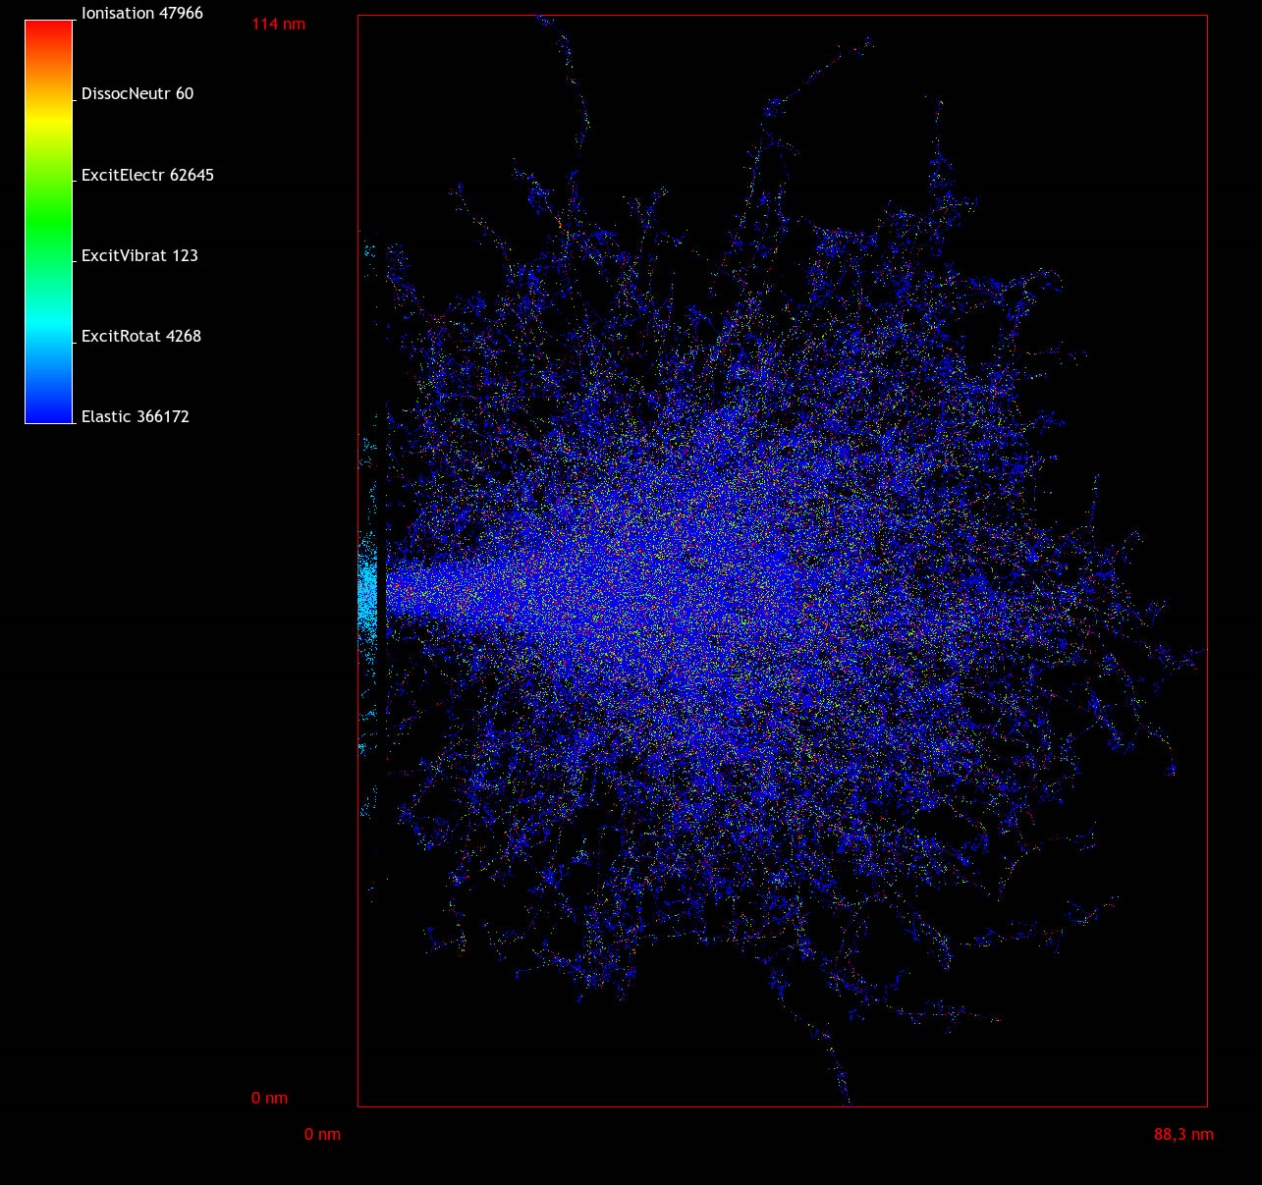 Ionisation 47966
DissocNeutr 60
ExcitElectr 62645
ExcitVibrat 123
ExcitRotat 4268
Elastic 366172
114 nm
0 nm
0 nm
88,3 nm